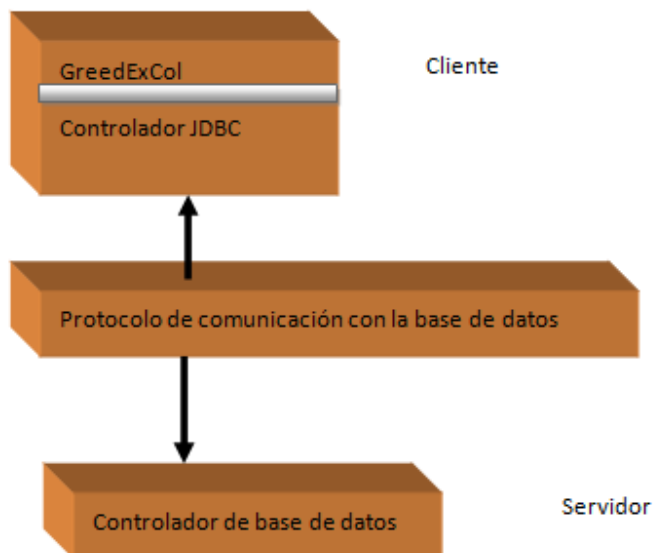 GreedExCol
Cliente
Controlador JDBC
Protocolo de comunicación con la base de datos
Servidor
Controlador de base de datos